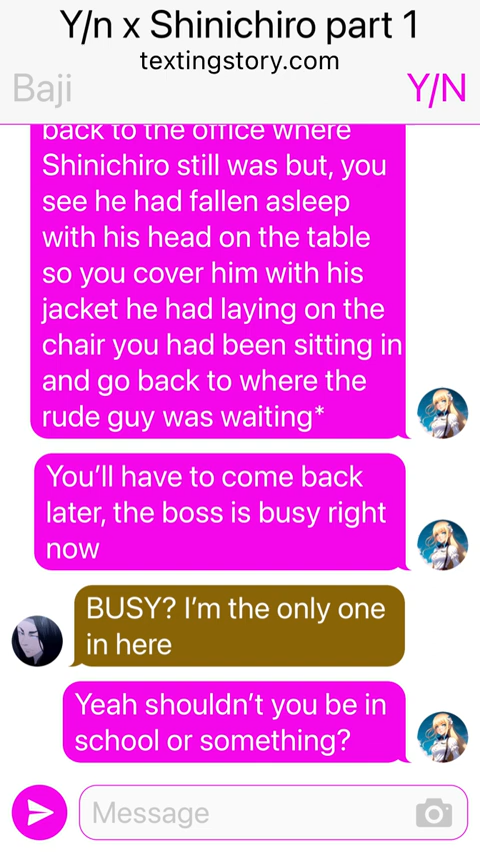 Y/n x Shinichiro part 1
textingstory.com
Baji
Y/N
back to the office where
Shinichiro still was but, you
see he had fallen asleep
with his head on the table
so you cover him with his
jacket he had laying on the
chair you had been sitting in
and go back to where the
rude guy was waiting*
You’ll have to come back
later, the boss is busy right
now
BUSY? I’m the only one
in here
Yeah shouldn’t you be in
school or something?
Message